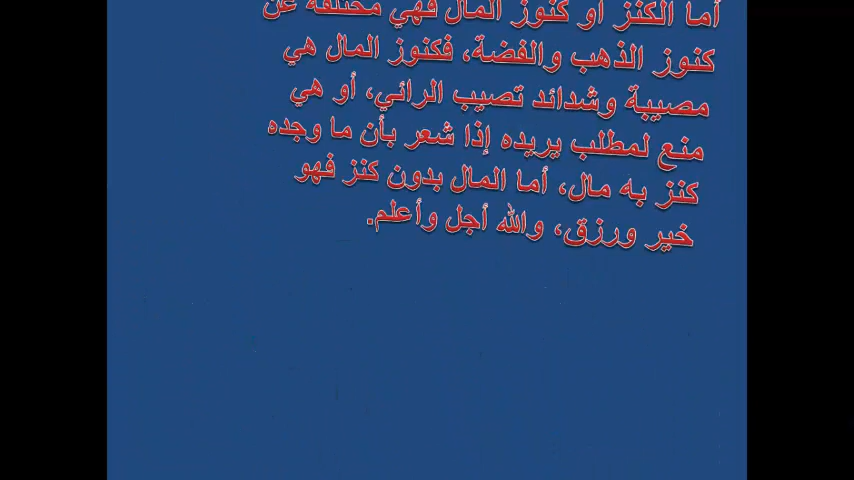 أما الكنز أو كنوز المال فهي مختلفة عن
كنوز الذهب والفضة، فكنوز المال هي
مصيبة وشدائد تصيب الرائي، أو هي
منع لمطلب يريده إذا شعر بأن ما وجده
كنز به مال، أما المال بدون كنز فهو
خير ورزق، والله أجل وأعلم.